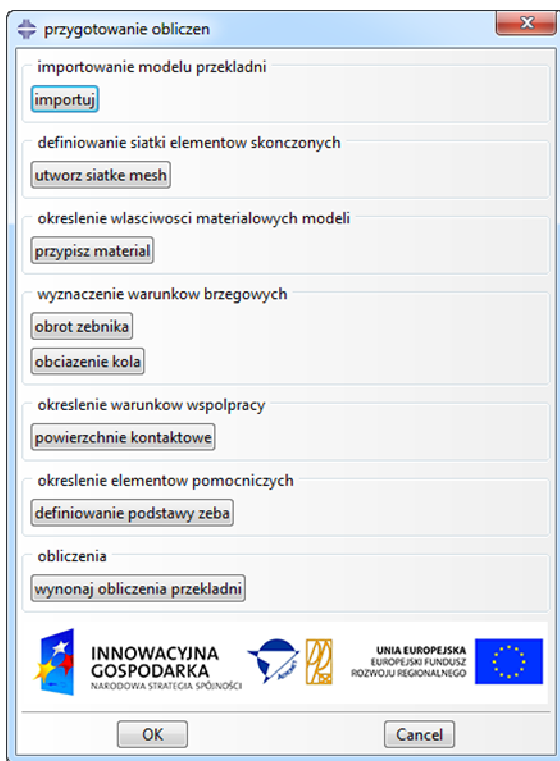 przygotowanie obliczen
importowanie modelu przekladni
importuj
definiowanie siatki elementow skonczonych
utworz siatke mesh
okreslenie wlasciwosci materialowych modeli
przypisz material
wyznaczenie warunkow brzegowych
obrot zebnika
obciazenie kola
okreslenie warunkow wspolpracy
powierzchnie kontaktowe
okreslenie elementow pomocniczych
definiowanie podstawy zeba
obliczenia
wynonaj obliczenia przekladni
INNOWACYJNA
GOSPODARKA
NARODOWA STRATEGIA SPÓJNOŚCI
UNIA EUROPEJSKA
EUROPEJSKI FUNDUSZ
ROZWOJU REGIONALNEGO
OK
Cancel